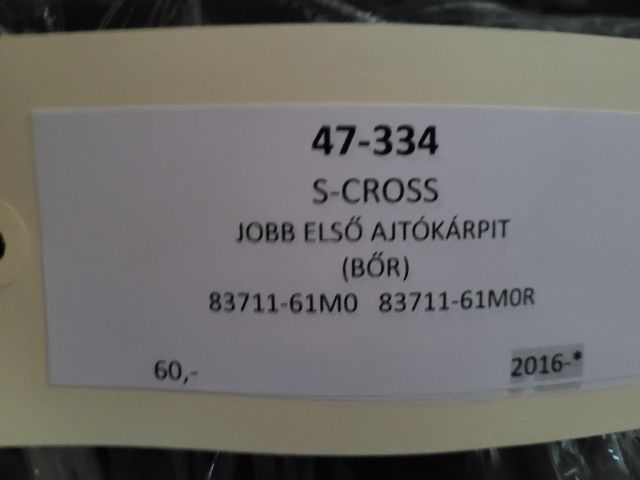 47-334
S-CROSS
JOBB ELSŐ AJTÓKÁRPIT
(BŐR)
83711-61M0 83711-61M0R
60,- 2016-*